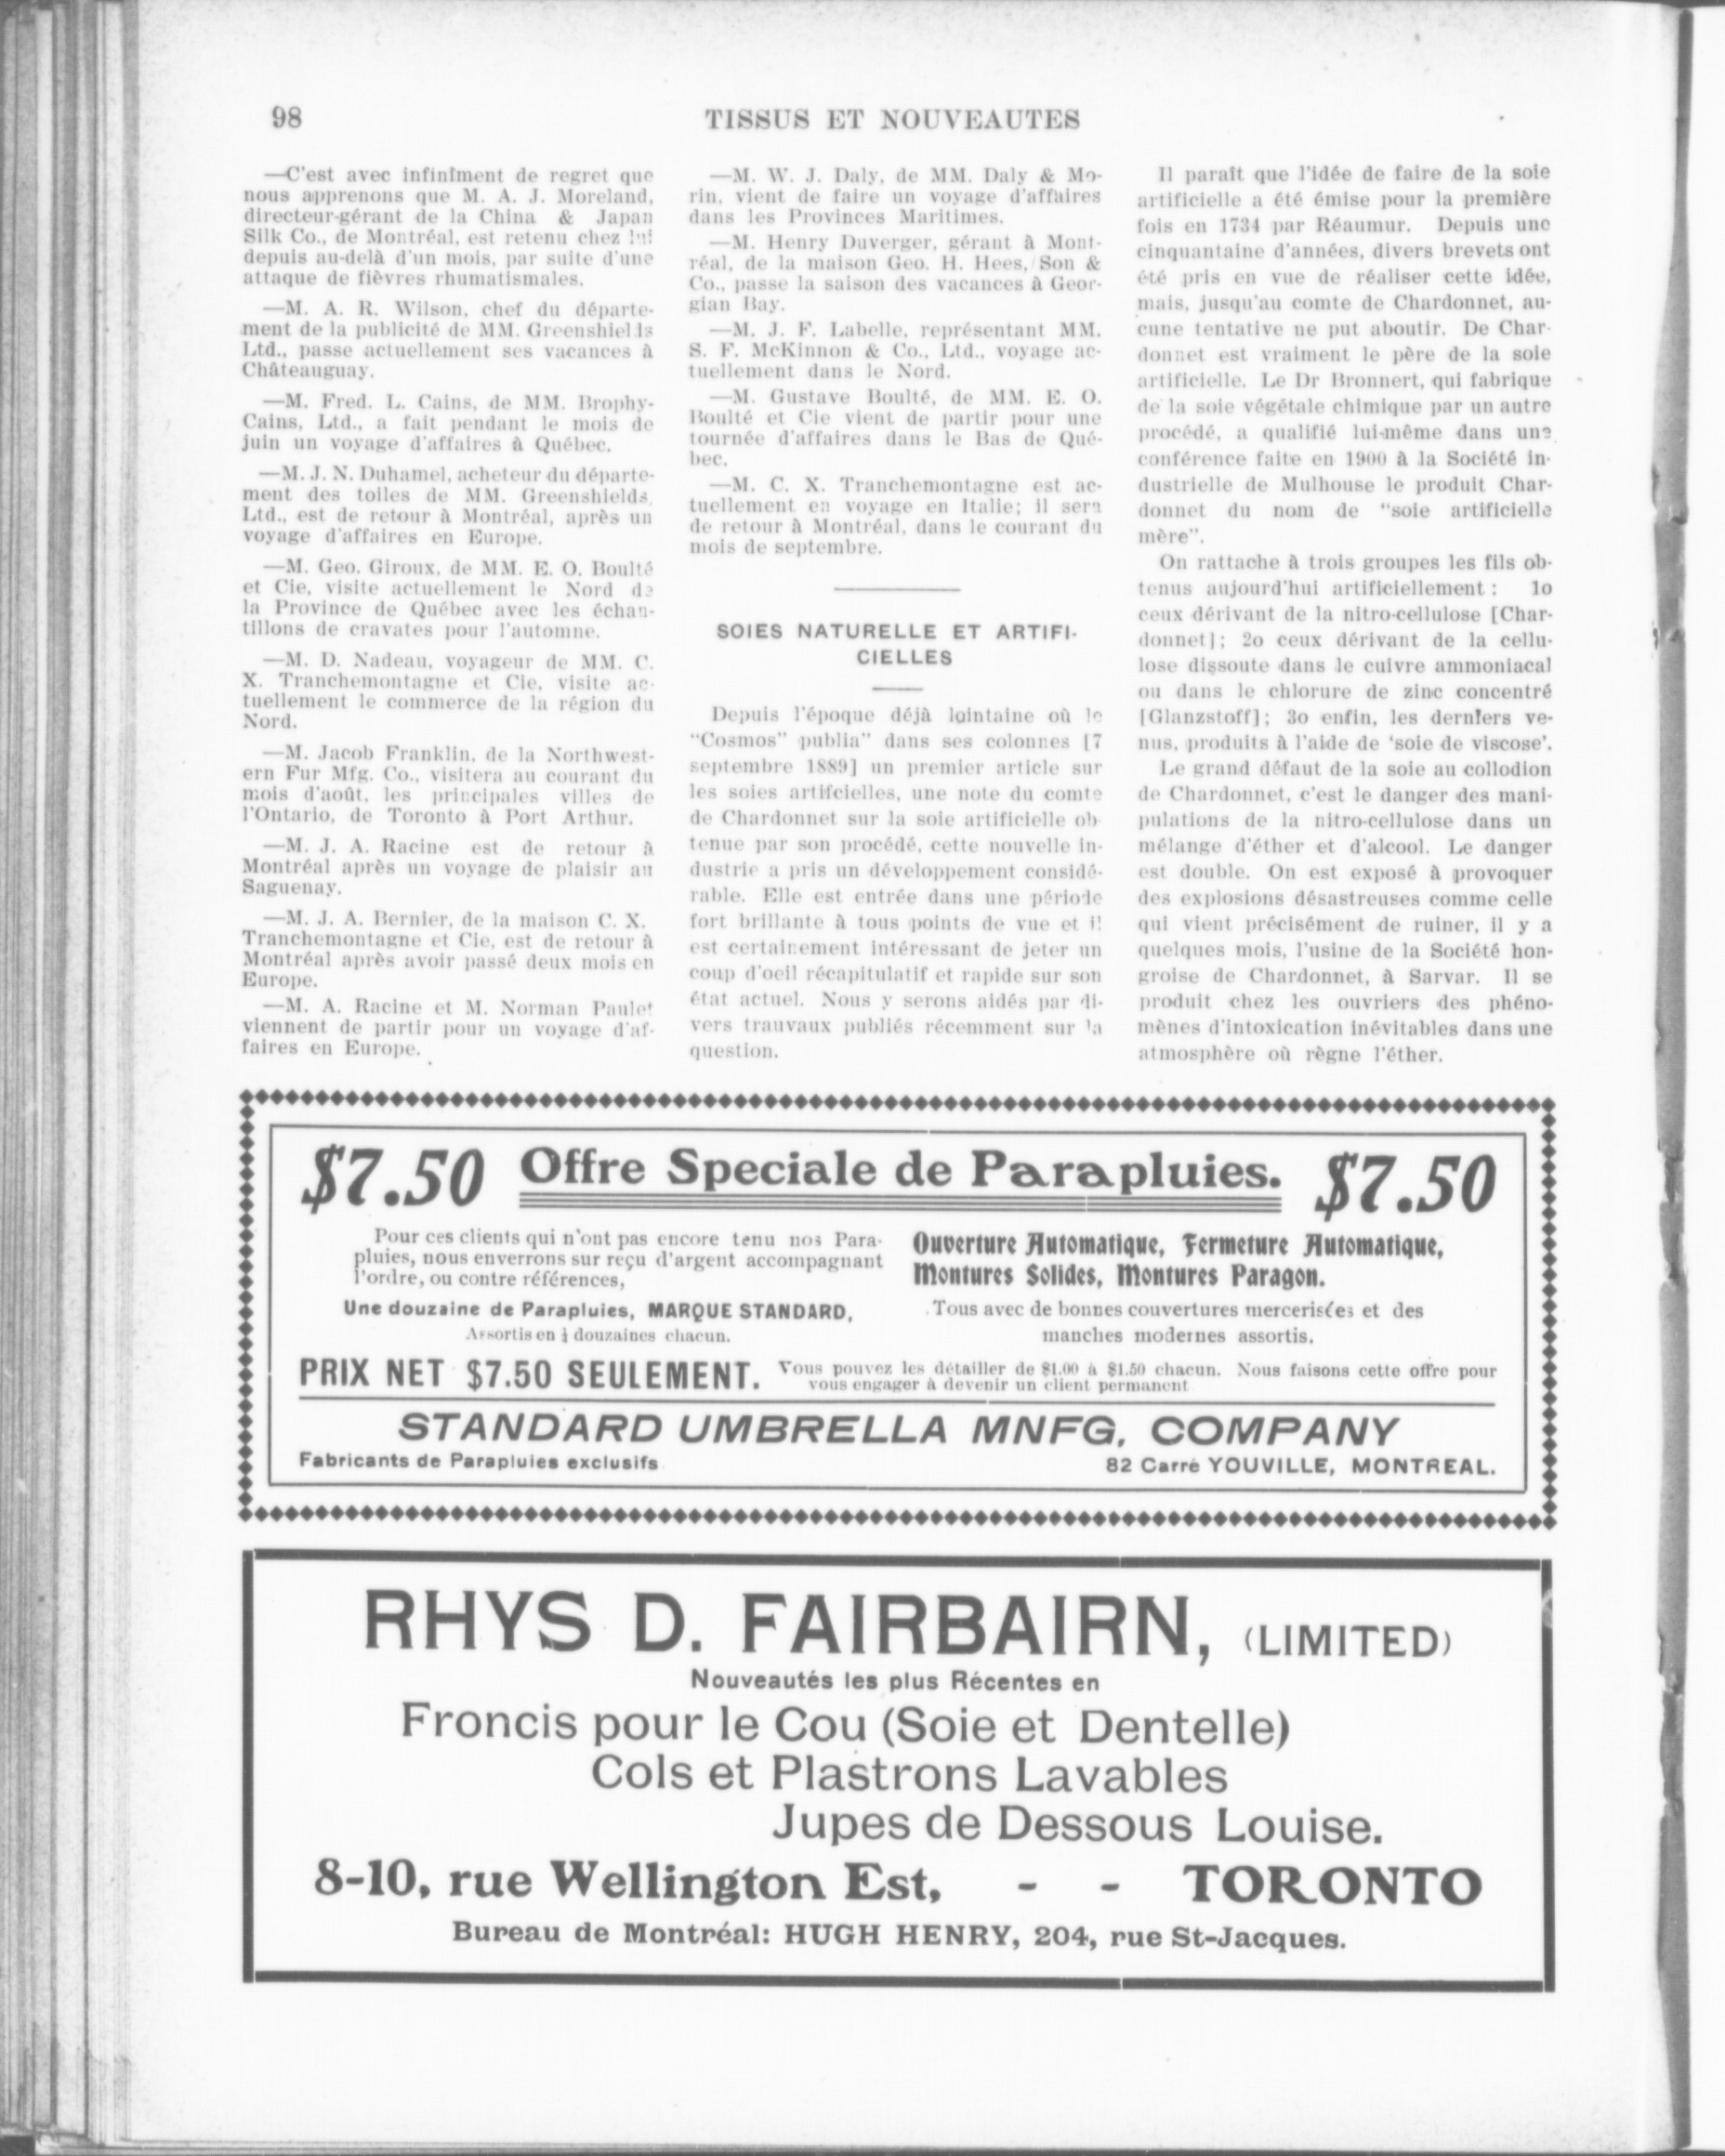 98
TISSUS ET NOUVEAUTES
—C'est avec infiniment de regret que
nous apprenons que M. A. J. Moreland,
directeur-gérant de la China & Japan
Silk Co., de Montréal, est retenu chez lui
depuis au-delà d'un mois, par suite d'une
attaque de fièvres rhumatismales.
—M. A. R. Wilson, chef du départe-
ment de la publicité de MM. Greenshields
Ltd., passe actuellement ses vacances à
Châteauguay.
—M. Fred. L. Cains, de MM. Brophy-
Cains, Ltd., a fait pendant le mois de
juin un voyage d'affaires à Québec.
—M. J. N. Duhamel, acheteur du départe-
ment des toiles de MM. Greenshields,
Ltd., est de retour à Montréal, après un
voyage d'affaires en Europe.
—M. Geo. Giroux, de MM. E. O. Boulté
et Cie, visite actuellement le Nord de
la Province de Québec avec les échan-
tillons de cravates pour l'automne.
—M. D. Nadeau, voyageur de MM. C.
X. Tranchemontagne et Cie, visite ac-
tuellement le commerce de la région du
Nord.
—M. Jacob Franklin, de la Northwest-
ern Fur Mfg. Co., visitera au courant du
mois d'août, les principales villes de
l'Ontario, de Toronto à Port Arthur.
—M. J. A. Racine est de retour à
Montréal après un voyage de plaisir au
Saguenay.
—M. J. A. Bernier, de la maison C. X.
Tranchemontagne et Cie, est de retour à
Montréal après avoir passé deux mois en
Europe.
—M. A. Racine et M. Norman Paulet
viennent de partir pour un voyage d'af-
faires en Europe.
—M. W. J. Daly, de MM. Daly & Mo-
rin, vient de faire un voyage d'affaires
dans les Provinces Maritimes.
—M. Henry Duverger, gérant à Mont-
réal, de la maison Geo. H. Hees, Son &
Co., passe la saison des vacances à Geor-
gian Bay.
—M. J. F. Labelle, représentant MM.
S. F. McKinnon & Co., Ltd., voyage ac-
tuellement dans le Nord.
—M. Gustave Boulté, de MM. E. O.
Boulté et Cie vient de partir pour une
tournée d'affaires dans le Bas de Qué-
bec.
—M. C. X. Tranchemontagne est ac-
tuellement en voyage en Italie; il sera
de retour à Montréal, dans le courant du
mois de septembre.
SOIES NATURELLE ET ARTIFI-
CIELLES
Depuis l'époque déjà lointaine où le
"Cosmos" publia" dans ses colonnes [7
septembre 1889] un premier article sur
les soies artifcielles, une note du comte
de Chardonnet sur la soie artificielle ob-
tenue par son procédé, cette nouvelle in-
dustrie a pris un développement considé-
rable. Elle est entrée dans une période
fort brillante à tous points de vue et il
est certainement intéressant de jeter un
coup d'oeil récapitulatif et rapide sur son
état actuel. Nous y serons aidés par di-
vers trauvaux publiés récemment sur la
question.
Il paraît que l'idée de faire de la soie
artificielle a été émise pour la première
fois en 1734 par Réaumur. Depuis une
cinquantaine d'années, divers brevets ont
été pris en vue de réaliser cette idée,
mais, jusqu'au comte de Chardonnet, au-
cune tentative ne put aboutir. De Char-
donnet est vraiment le père de la soie
artificielle. Le Dr Bronnert, qui fabrique
de la soie végétale chimique par un autre
procédé, a qualifié lui-même dans une
conférence faite en 1900 à la Société in-
dustrielle de Mulhouse le produit Char-
donnet du nom de "soie artificielle
mère".
On rattache à trois groupes les fils ob-
tenus aujourd'hui artificiellement : 1o
ceux dérivant de la nitro-cellulose [Char-
donnet]; 2o ceux dérivant de la cellu-
lose dissoute dans le cuivre ammoniacal
ou dans le chlorure de zinc concentré
[Glanzstoff]; 3o enfin, les derniers ve-
nus, produits à l'aide de 'soie de viscose'.
Le grand défaut de la soie au collodion
de Chardonnet, c'est le danger des mani-
pulations de la nitro-cellulose dans un
mélange d'éther et d'alcool. Le danger
est double. On est exposé à provoquer
des explosions désastreuses comme celle
qui vient précisément de ruiner, il y a
quelques mois, l'usine de la Société hon-
groise de Chardonnet, à Sarvar. Il se
produit chez les ouvriers des phéno-
mènes d'intoxication inévitables dans une
atmosphère où règne l'éther.
$7.50 Offre Speciale de Parapluies. $7.50
Pour ces clients qui n'ont pas encore tenu nos Para-
pluies, nous enverrons sur reçu d'argent accompagnant
l'ordre, ou contre références,
Une douzaine de Parapluies, MARQUE STANDARD,
Assortis en ½ douzaines chacun.
Ouverture Automatique, Fermeture Automatique,
Montures Solides, Montures Paragon.
Tous avec de bonnes couvertures mercerisées et des
manches modernes assortis.
PRIX NET $7.50 SEULEMENT.
Vous pouvez les détailler de $1.00 à $1.50 chacun. Nous faisons cette offre pour
vous engager à devenir un client permanent
STANDARD UMBRELLA MNFG, COMPANY
Fabricants de Parapluies exclusifs
82 Carré YOUVILLE, MONTREAL.
RHYS D. FAIRBAIRN, (LIMITED)
Nouveautés les plus Récentes en
Froncis pour le Cou (Soie et Dentelle)
Cols et Plastrons Lavables
Jupes de Dessous Louise.
8-10, rue Wellington Est, - - TORONTO
Bureau de Montréal: HUGH HENRY, 204, rue St-Jacques.